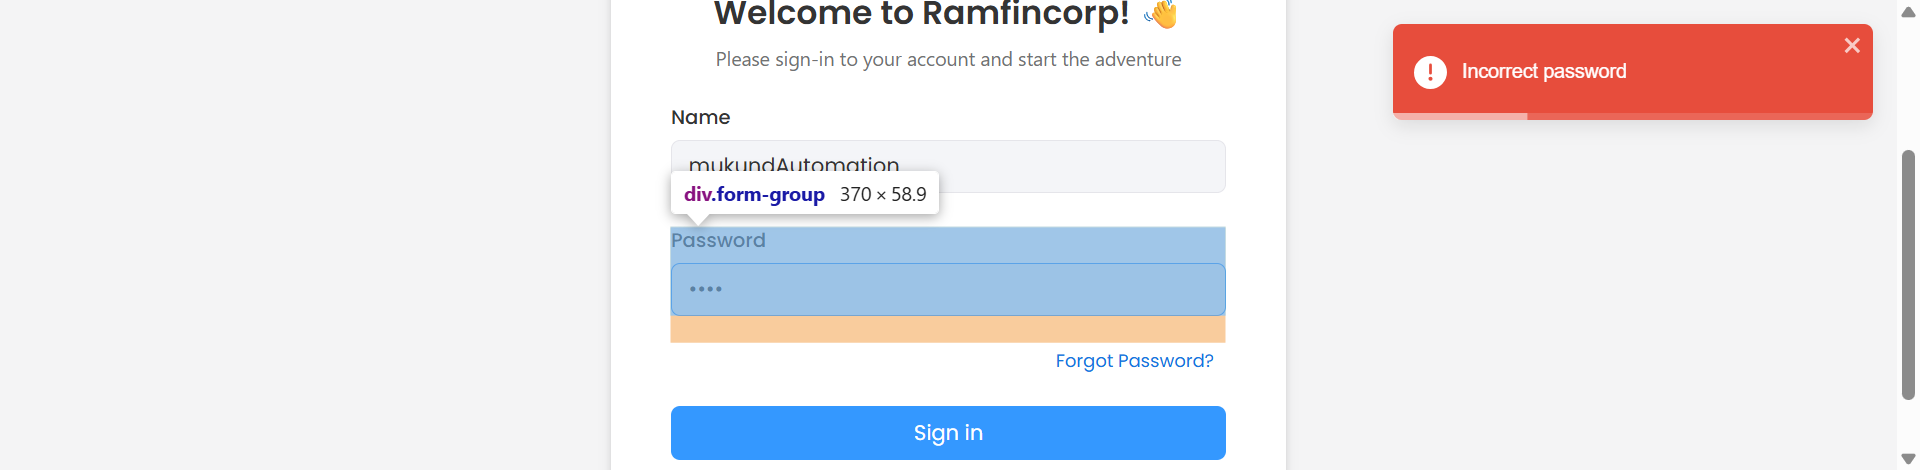 Welcome to Ramfincorp! 👋
Please sign-in to your account and start the adventure
Incorrect password
Name
mukundAutomation
div.form-group 370 × 58.9
Password
••••
Forgot Password?
Sign in